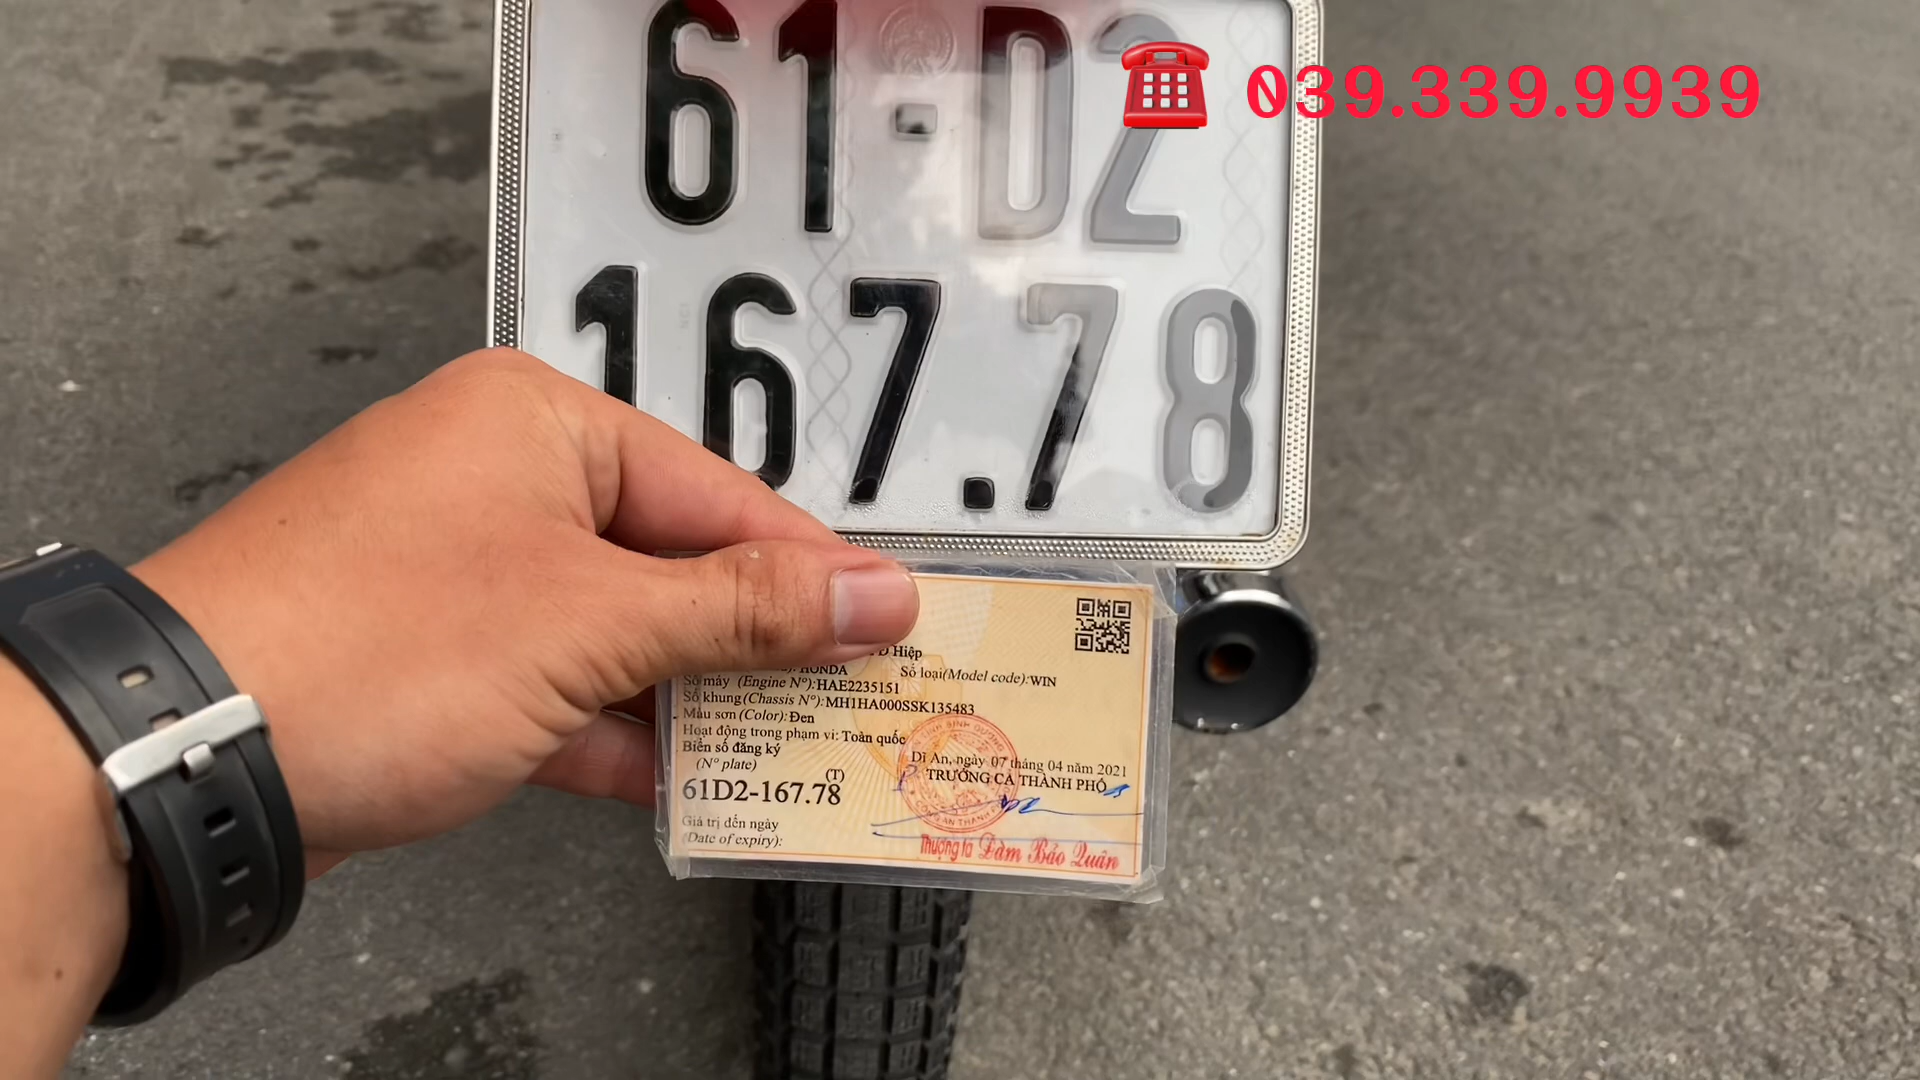 61-D2
☎ 039.339.9939
167.78
Đ Hiệp
HONDA Số loại(Model code):WIN
Số máy (Engine N°):HAE2235151
Số khung(Chassis N°):MH1HA000SSK135483
Màu sơn (Color):Đen
Hoạt động trong phạm vi: Toàn quốc
Biển số đăng ký
(N° plate)
Dĩ An, ngày 07 tháng 04 năm 2021
TRƯỞNG CA THÀNH PHỐ
(T)
61D2-167.78
Giá trị đến ngày
(Date of expiry):
Thượng tá Đàm Bảo Quân